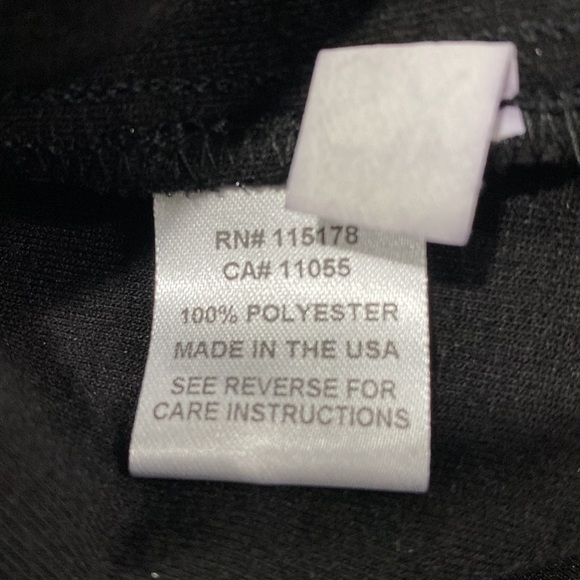 RN# 115178
CA# 11055
100% POLYESTER
MADE IN THE USA
SEE REVERSE FOR
CARE INSTRUCTIONS